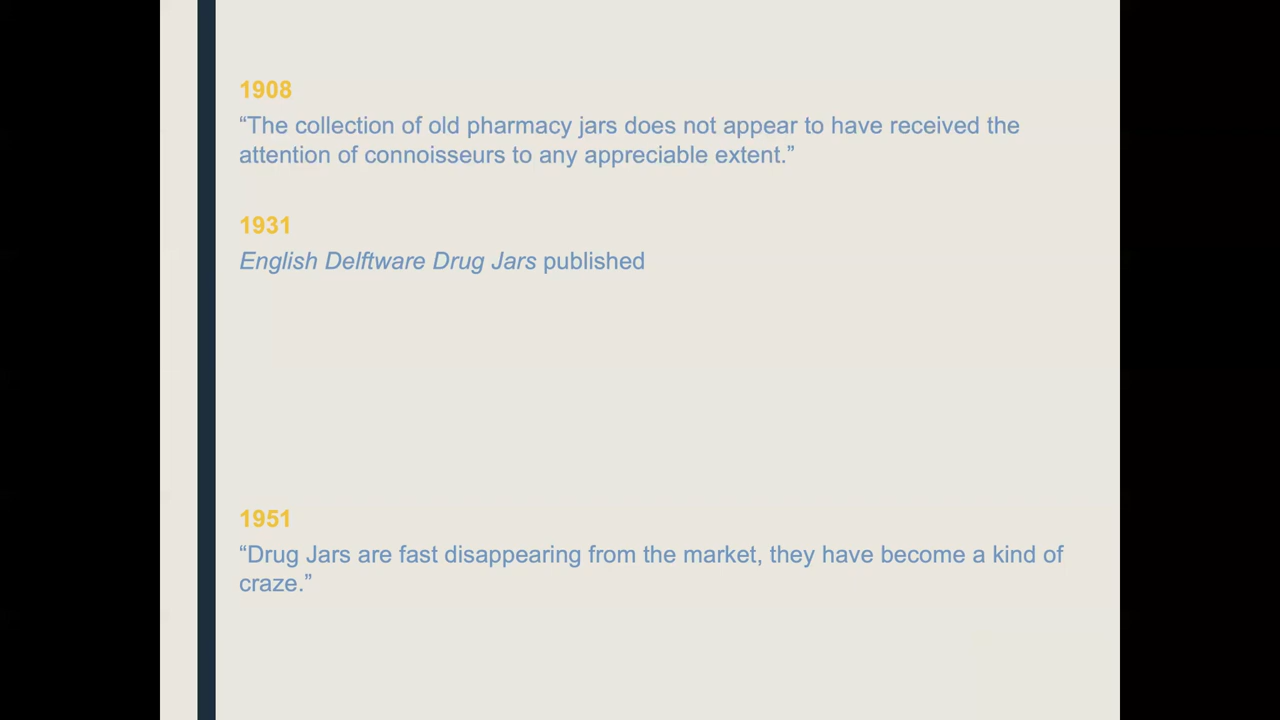 1908
“The collection of old pharmacy jars does not appear to have received the
attention of connoisseurs to any appreciable extent.”
1931
English Delftware Drug Jars published
1951
“Drug Jars are fast disappearing from the market, they have become a kind of
craze.”